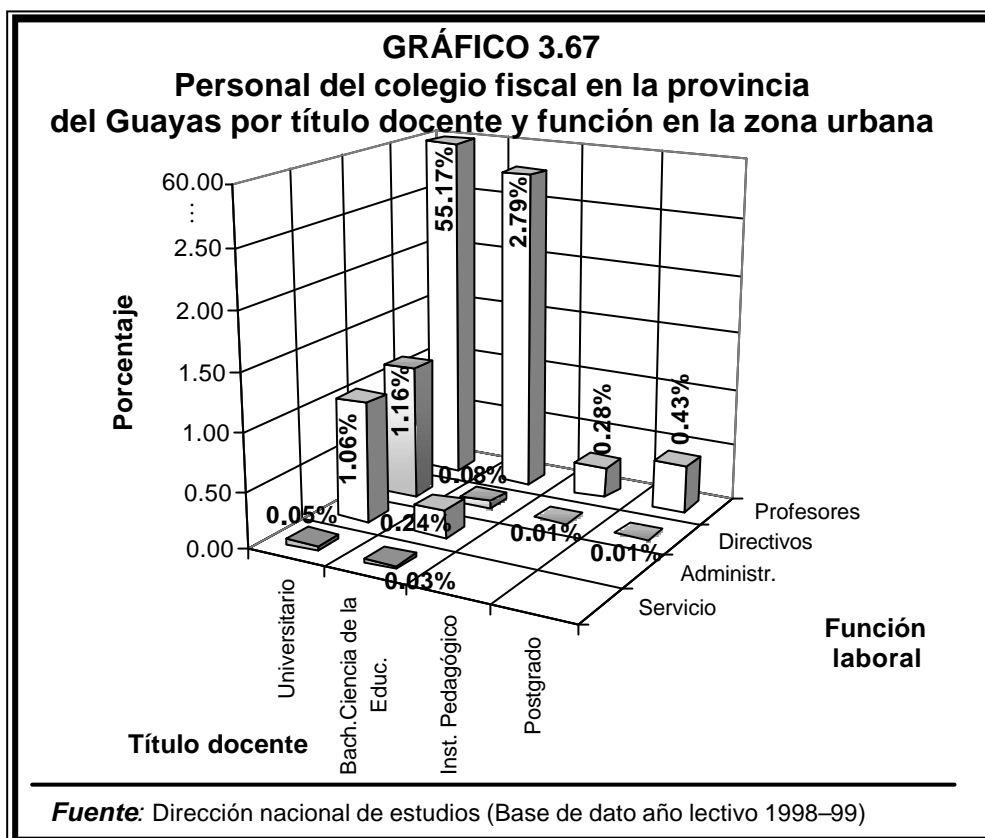 GRÁFICO 3.67
Personal del colegio fiscal en la provincia
del Guayas por título docente y función en la zona urbana
Porcentaje
60.00
...
2.50
2.00
1.50
1.00
0.50
0.00
55.17%
2.79%
0.28%
0.43%
1.16%
0.08%
0.01%
0.01%
1.06%
0.24%
0.05%
0.03%
Profesores
Directivos
Administr.
Servicio
Función
laboral
Universitario
Bach.Ciencia de la
Educ.
Inst. Pedagógico
Postgrado
Título docente
Fuente: Dirección nacional de estudios (Base de dato año lectivo 1998–99)